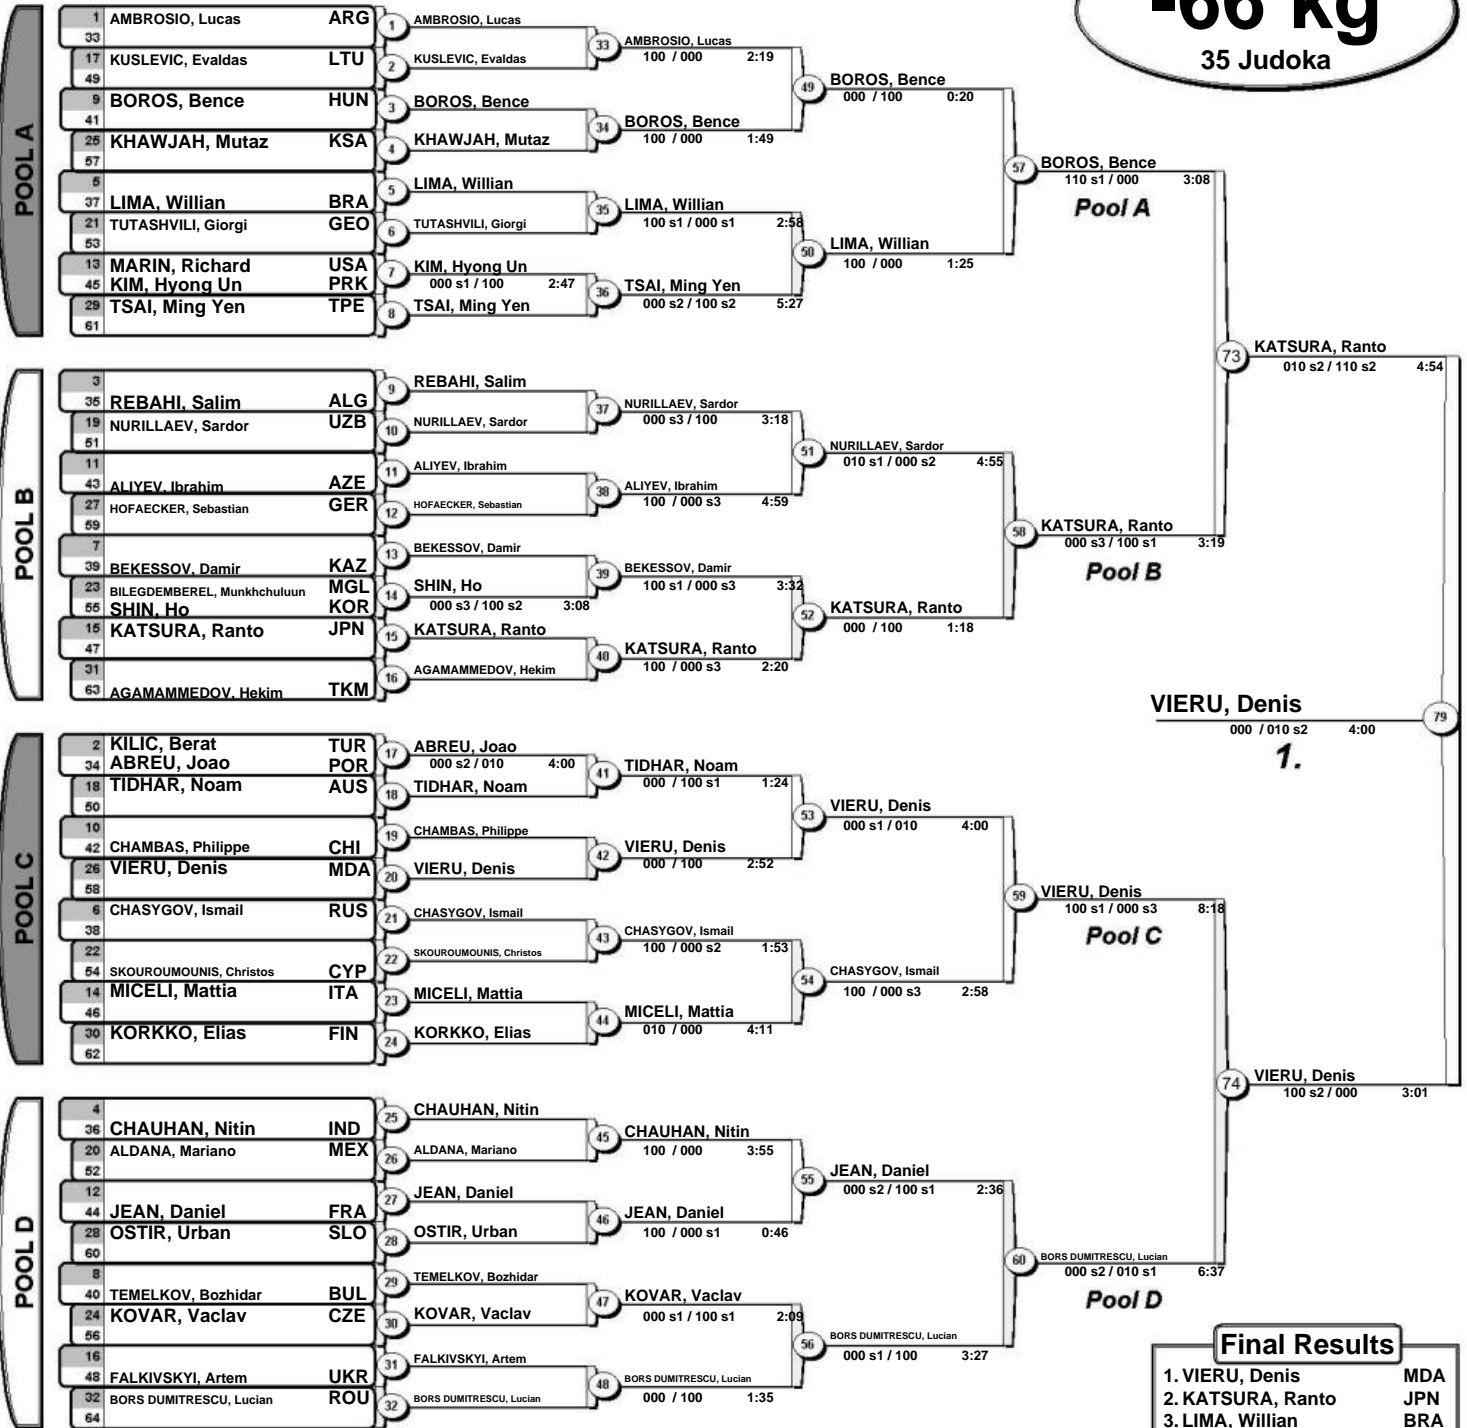 -66 kg
35 Judoka
POOL A
1 AMBROSIO, Lucas ARG
33
17 KUSLEVIC, Evaldas LTU
49
9 BOROS, Bence HUN
41
25 KHAWJAH, Mutaz KSA
57
5
37 LIMA, Willian BRA
21 TUTASHVILI, Giorgi GEO
53
13 MARIN, Richard USA
45 KIM, Hyong Un PRK
29 TSAI, Ming Yen TPE
61
1 AMBROSIO, Lucas
2 KUSLEVIC, Evaldas
3 BOROS, Bence
4 KHAWJAH, Mutaz
5 LIMA, Willian
6 TUTASHVILI, Giorgi
7 KIM, Hyong Un
000 s1 / 100 2:47
8 TSAI, Ming Yen
33 AMBROSIO, Lucas
100 / 000 2:19
34 BOROS, Bence
100 / 000 1:49
35 LIMA, Willian
100 s1 / 000 s1 2:58
36 TSAI, Ming Yen
000 s2 / 100 s2 5:27
49 BOROS, Bence
000 / 100 0:20
50 LIMA, Willian
100 / 000 1:25
57 BOROS, Bence
110 s1 / 000 3:08
Pool A
POOL B
3
35 REBAHI, Salim ALG
19 NURILLAEV, Sardor UZB
51
11
43 ALIYEV, Ibrahim AZE
27 HOFAECKER, Sebastian GER
59
7
39 BEKESSOV, Damir KAZ
23 BILEGDEMBEREL, Munkhchuluun MGL
55 SHIN, Ho KOR
15 KATSURA, Ranto JPN
47
31
63 AGAMAMMEDOV, Hekim TKM
9 REBAHI, Salim
10 NURILLAEV, Sardor
11 ALIYEV, Ibrahim
12 HOFAECKER, Sebastian
13 BEKESSOV, Damir
14 SHIN, Ho
000 s3 / 100 s2 3:08
15 KATSURA, Ranto
16 AGAMAMMEDOV, Hekim
37 NURILLAEV, Sardor
000 s3 / 100 3:18
38 ALIYEV, Ibrahim
100 / 000 s3 4:59
39 BEKESSOV, Damir
100 s1 / 000 s3 3:32
40 KATSURA, Ranto
100 / 000 s3 2:20
51 NURILLAEV, Sardor
010 s1 / 000 s2 4:55
52 KATSURA, Ranto
000 / 100 1:18
58 KATSURA, Ranto
000 s3 / 100 s1 3:19
Pool B
73 KATSURA, Ranto
010 s2 / 110 s2 4:54
VIERU, Denis 79
000 / 010 s2 4:00
1.
POOL C
2 KILIC, Berat TUR
34 ABREU, Joao POR
18 TIDHAR, Noam AUS
50
10
42 CHAMBAS, Philippe CHI
26 VIERU, Denis MDA
58
6 CHASYGOV, Ismail RUS
38
22
54 SKOUROUMOUNIS, Christos CYP
14 MICELI, Mattia ITA
46
30 KORKKO, Elias FIN
62
17 ABREU, Joao
000 s2 / 010 4:00
18 TIDHAR, Noam
19 CHAMBAS, Philippe
20 VIERU, Denis
21 CHASYGOV, Ismail
22 SKOUROUMOUNIS, Christos
23 MICELI, Mattia
24 KORKKO, Elias
41 TIDHAR, Noam
000 / 100 s1 1:24
42 VIERU, Denis
000 / 100 2:52
43 CHASYGOV, Ismail
100 / 000 s2 1:53
44 MICELI, Mattia
010 / 000 4:11
53 VIERU, Denis
000 s1 / 010 4:00
54 CHASYGOV, Ismail
100 / 000 s3 2:58
59 VIERU, Denis
100 s1 / 000 s3 8:18
Pool C
74 VIERU, Denis
100 s2 / 000 3:01
POOL D
4
36 CHAUHAN, Nitin IND
20 ALDANA, Mariano MEX
52
12
44 JEAN, Daniel FRA
28 OSTIR, Urban SLO
60
8
40 TEMELKOV, Bozhidar BUL
24 KOVAR, Vaclav CZE
56
16
48 FALKIVSKYI, Artem UKR
32 BORS DUMITRESCU, Lucian ROU
64
25 CHAUHAN, Nitin
26 ALDANA, Mariano
27 JEAN, Daniel
28 OSTIR, Urban
29 TEMELKOV, Bozhidar
30 KOVAR, Vaclav
31 FALKIVSKYI, Artem
32 BORS DUMITRESCU, Lucian
45 CHAUHAN, Nitin
100 / 000 3:55
46 JEAN, Daniel
100 / 000 s1 0:46
47 KOVAR, Vaclav
000 s1 / 100 s1 2:09
48 BORS DUMITRESCU, Lucian
000 / 100 1:35
55 JEAN, Daniel
000 s2 / 100 s1 2:36
56 BORS DUMITRESCU, Lucian
000 s1 / 100 3:27
60 BORS DUMITRESCU, Lucian
000 s2 / 010 s1 6:37
Pool D
Final Results
1. VIERU, Denis MDA
2. KATSURA, Ranto JPN
3. LIMA, Willian BRA